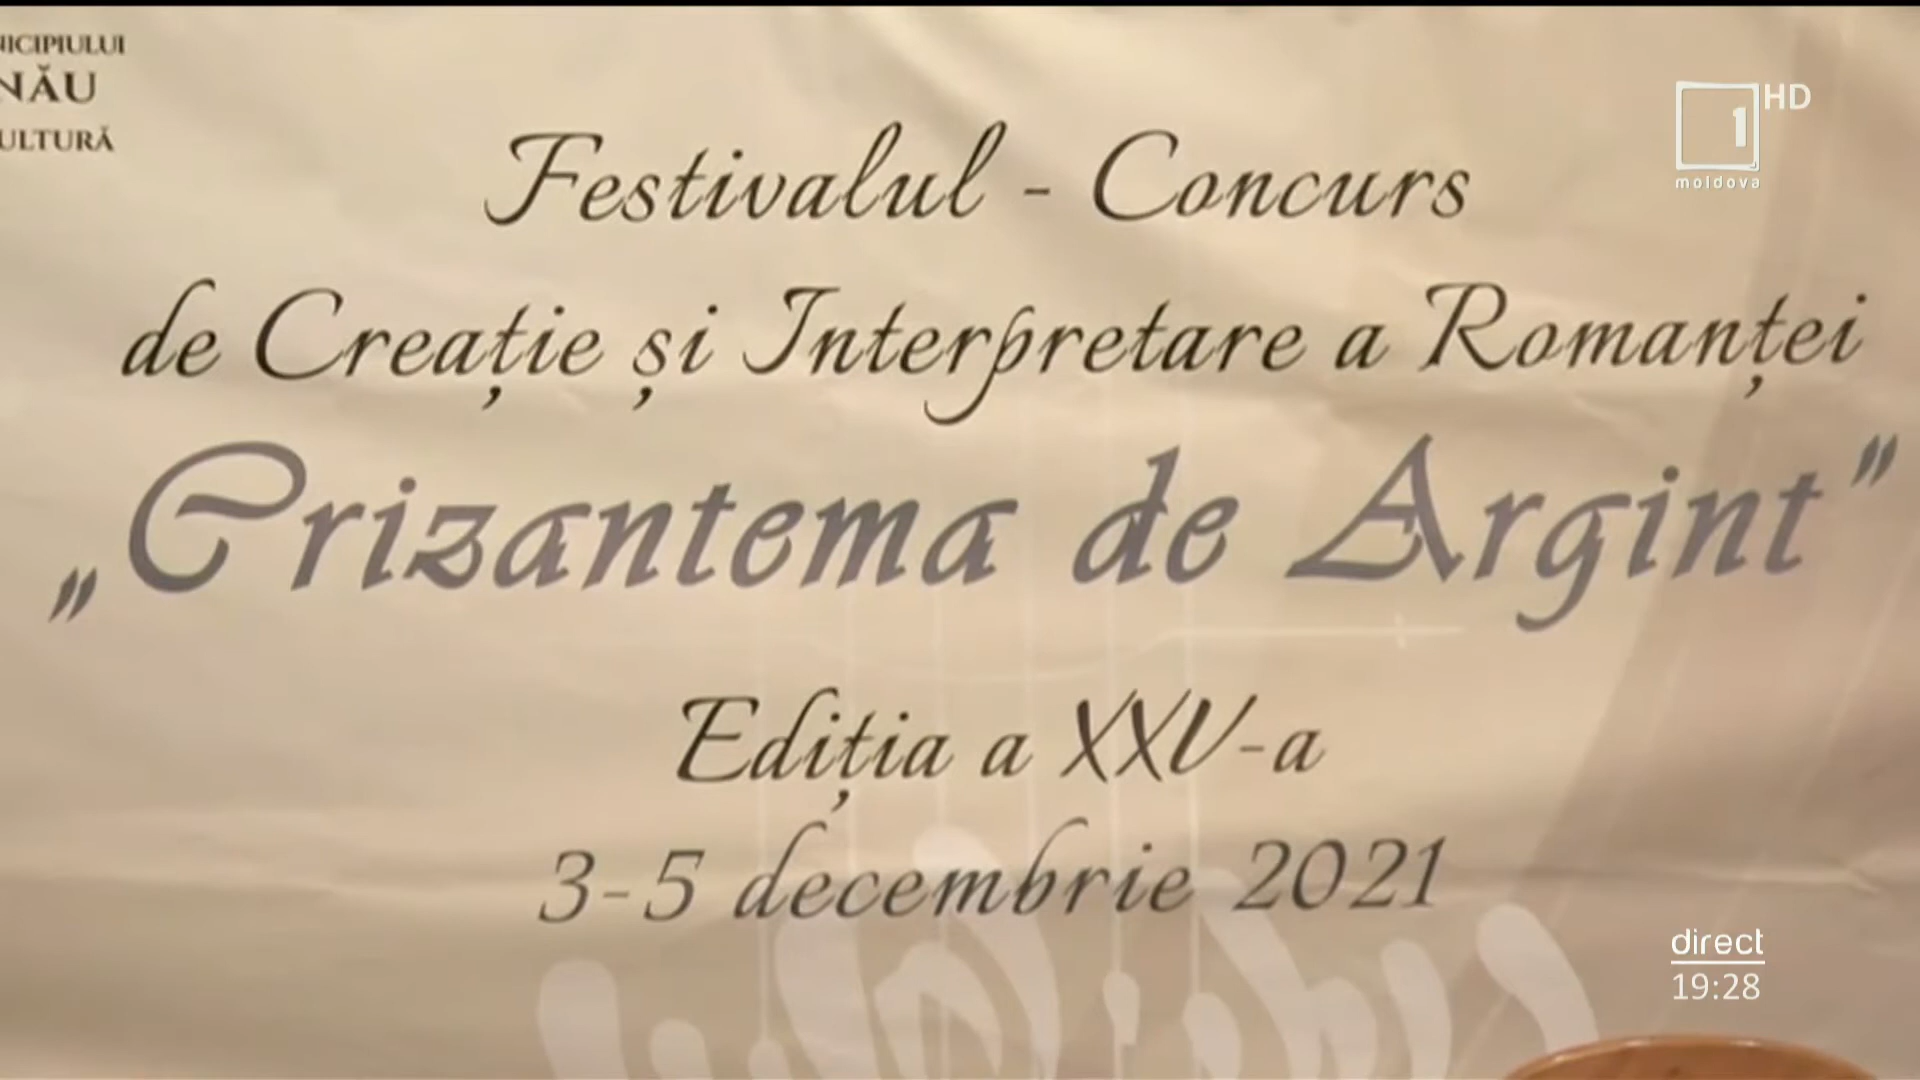 NICIPIULUI
NĂU
ULTURĂ
1 HD
moldova
Festivalul - Concurs
de Creație și Interpretare a Romanței
„Crizantema de Argint”
Ediția a XXV-a
3-5 decembrie 2021
direct
19:28